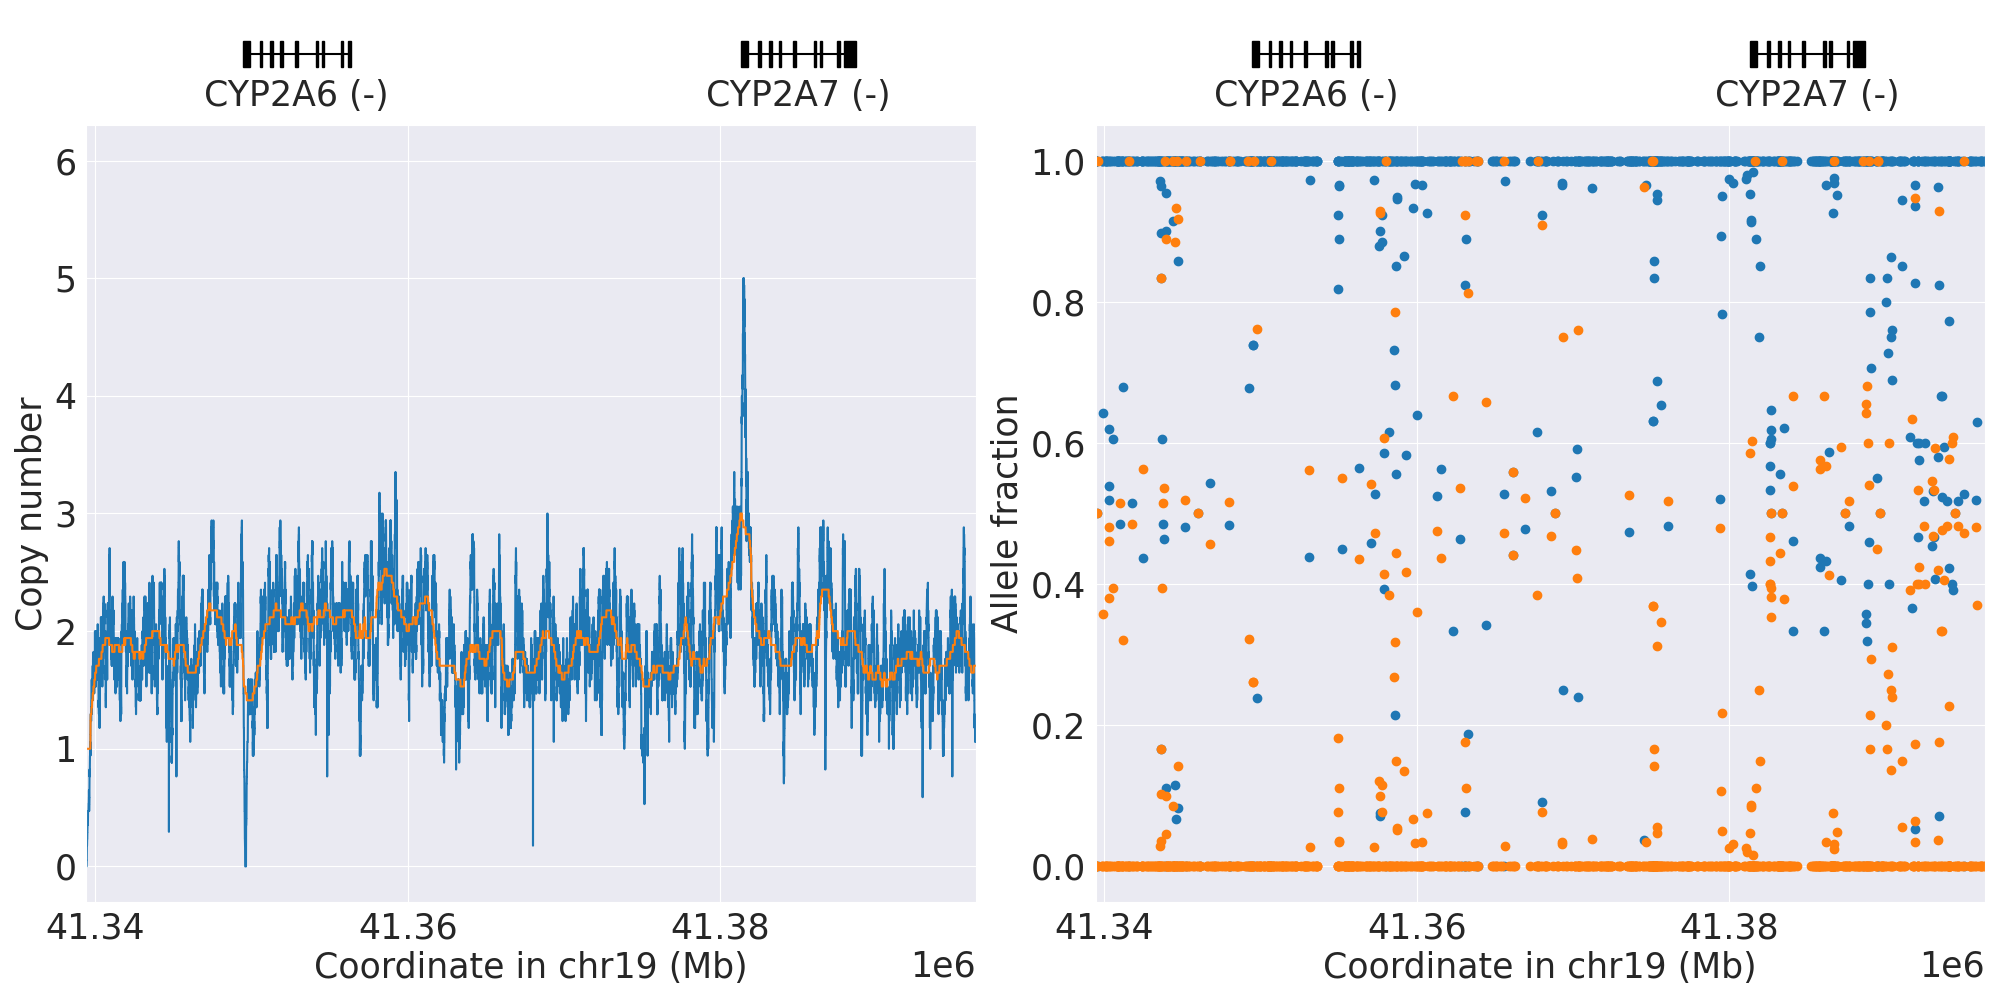 CYP2A6 (-) CYP2A7 (-)
Copy number
6
5
4
3
2
1
0
41.34 41.36 41.38
Coordinate in chr19 (Mb) 1e6
CYP2A6 (-) CYP2A7 (-)
Allele fraction
1.0
0.8
0.6
0.4
0.2
0.0
41.34 41.36 41.38
Coordinate in chr19 (Mb) 1e6